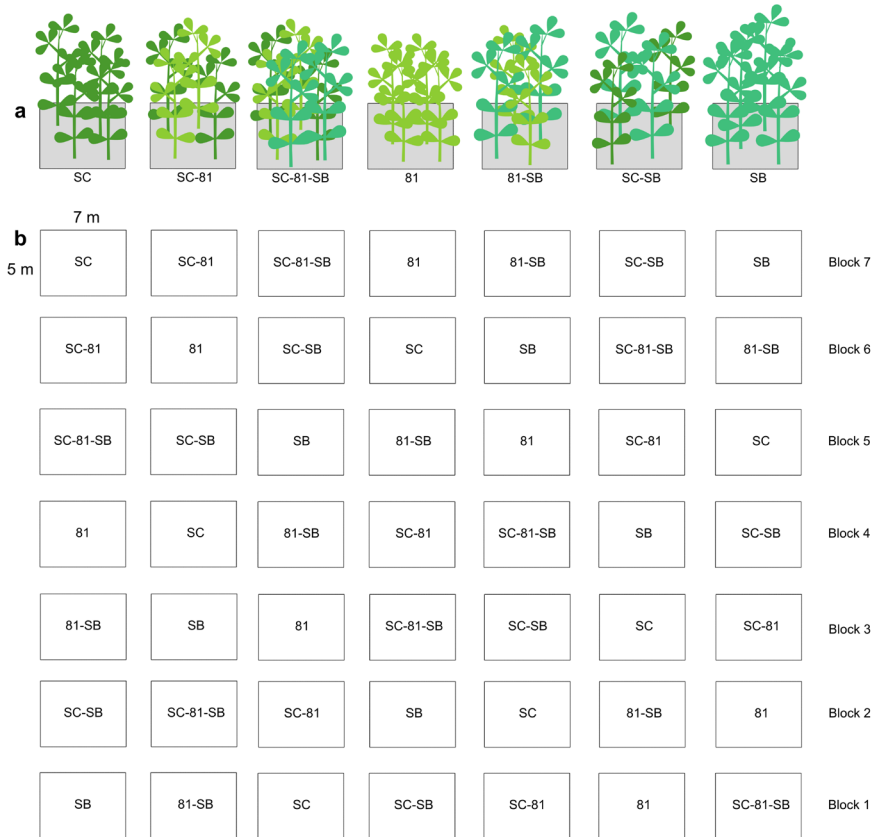 a
SC SC-81 SC-81-SB 81 81-SB SC-SB SB
7 m
b
5 m
SC SC-81 SC-81-SB 81 81-SB SC-SB SB Block 7
SC-81 81 SC-SB SC SB SC-81-SB 81-SB Block 6
SC-81-SB SC-SB SB 81-SB 81 SC-81 SC Block 5
81 SC 81-SB SC-81 SC-81-SB SB SC-SB Block 4
81-SB SB 81 SC-81-SB SC-SB SC SC-81 Block 3
SC-SB SC-81-SB SC-81 SB SC 81-SB 81 Block 2
SB 81-SB SC SC-SB SC-81 81 SC-81-SB Block 1